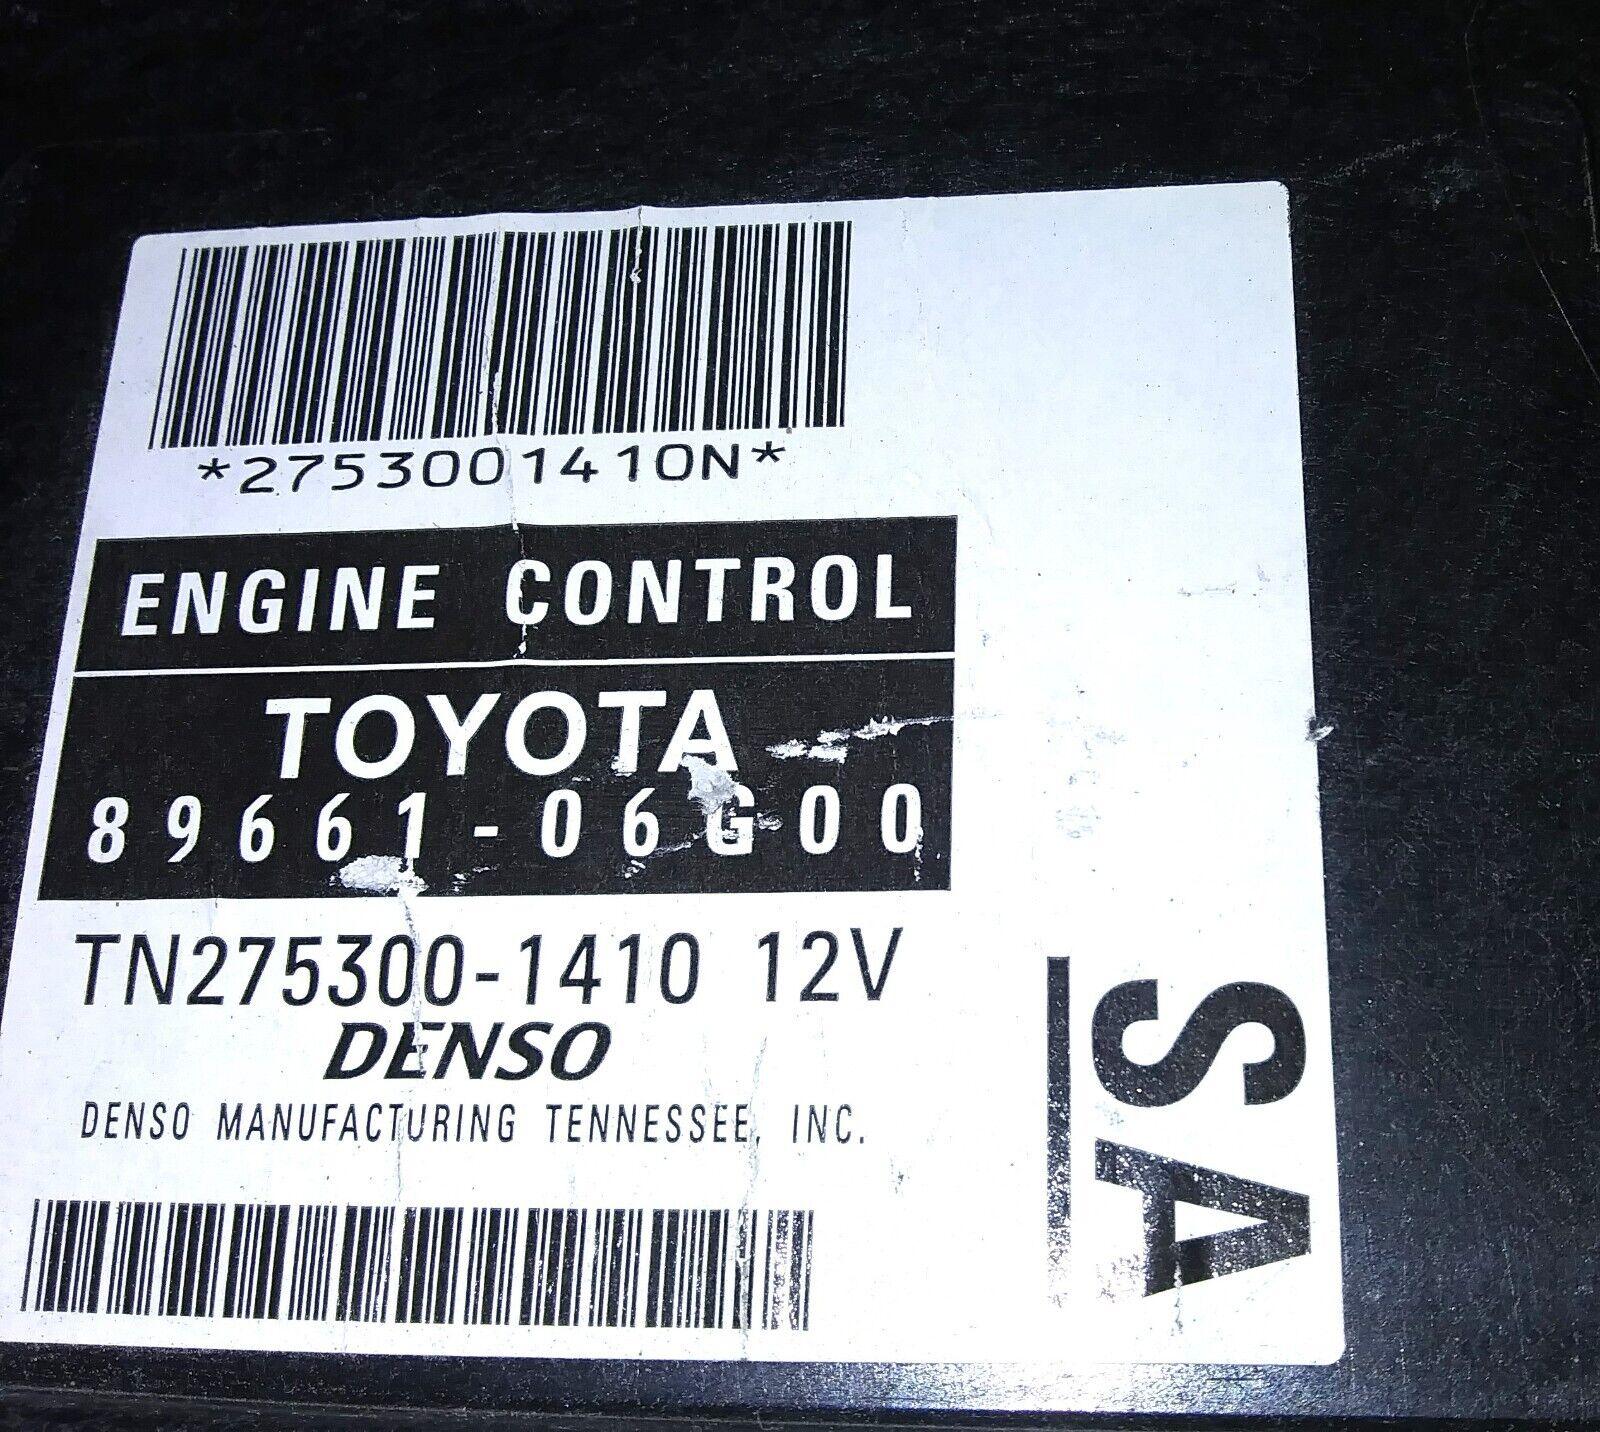 *2753001410N*
ENGINE CONTROL
TOYOTA
89661-06G00
TN275300-1410 12V
DENSO
DENSO MANUFACTURING TENNESSEE, INC.
SA